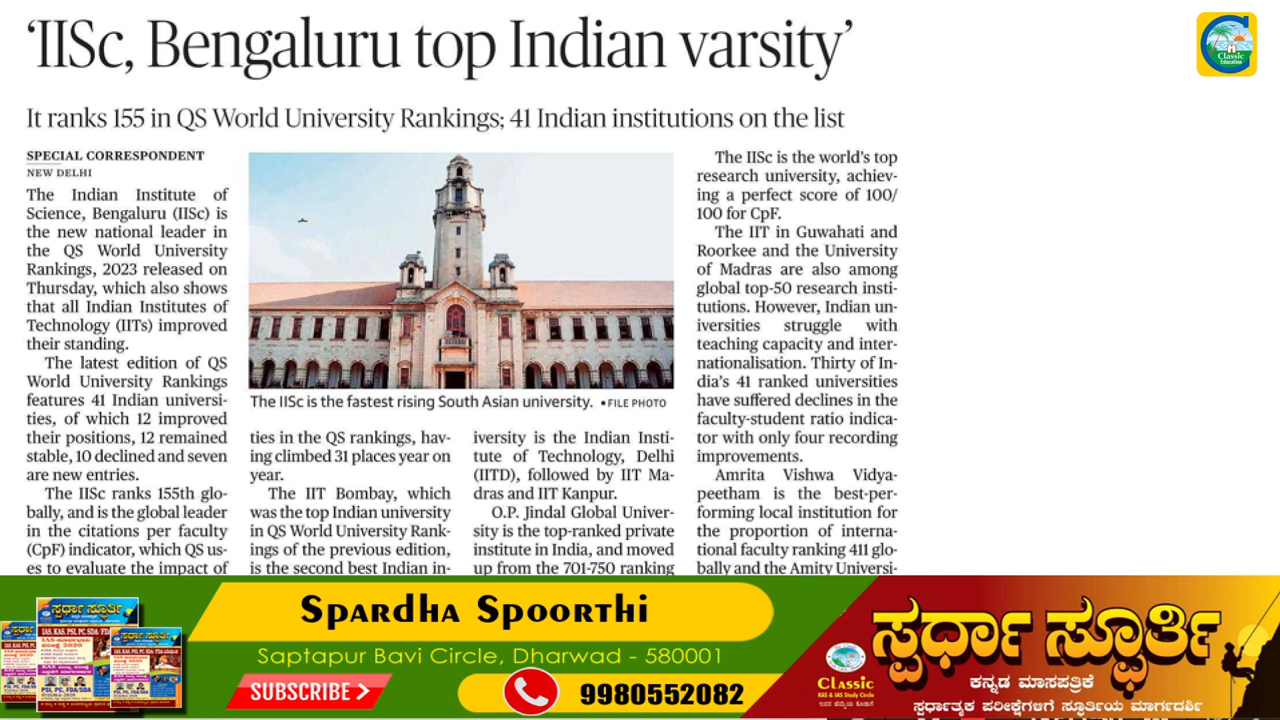 ‘IISc, Bengaluru top Indian varsity’
It ranks 155 in QS World University Rankings; 41 Indian institutions on the list
SPECIAL CORRESPONDENT
NEW DELHI
The Indian Institute of
Science, Bengaluru (IISc) is
the new national leader in
the QS World University
Rankings, 2023 released on
Thursday, which also shows
that all Indian Institutes of
Technology (IITs) improved
their standing.
The latest edition of QS
World University Rankings
features 41 Indian universi-
ties, of which 12 improved
their positions, 12 remained
stable, 10 declined and seven
are new entries.
The IISc ranks 155th glo-
bally, and is the global leader
in the citations per faculty
(CpF) indicator, which QS us-
es to evaluate the impact of
The IISc is the fastest rising South Asian university. ▪FILE PHOTO
ties in the QS rankings, hav-
ing climbed 31 places year on
year.
The IIT Bombay, which
was the top Indian university
in QS World University Rank-
ings of the previous edition,
is the second best Indian in-
iversity is the Indian Insti-
tute of Technology, Delhi
(IITD), followed by IIT Ma-
dras and IIT Kanpur.
O.P. Jindal Global Univer-
sity is the top-ranked private
institute in India, and moved
up from the 701-750 ranking
The IISc is the world’s top
research university, achiev-
ing a perfect score of 100/
100 for CpF.
The IIT in Guwahati and
Roorkee and the University
of Madras are also among
global top-50 research insti-
tutions. However, Indian un-
iversities struggle with
teaching capacity and inter-
nationalisation. Thirty of In-
dia’s 41 ranked universities
have suffered declines in the
faculty-student ratio indica-
tor with only four recording
improvements.
Amrita Vishwa Vidya-
peetham is the best-per-
forming local institution for
the proportion of interna-
tional faculty ranking 411 glo-
bally and the Amity Universi-
Classic
Education
Spardha Spoorthi
Saptapur Bavi Circle, Dharwad - 580001
SUBSCRIBE
9980552082
ಸ್ಪರ್ಧಾ ಸ್ಫೂರ್ತಿ
Classic
KAS & IAS Study Circle
ಕನ್ನಡ ಮಾಸಪತ್ರಿಕೆ
ಸ್ಪರ್ಧಾತ್ಮಕ ಪರೀಕ್ಷೆಗಳಿಗೆ ಸ್ಫೂರ್ತಿಯ ಮಾರ್ಗದರ್ಶಿ